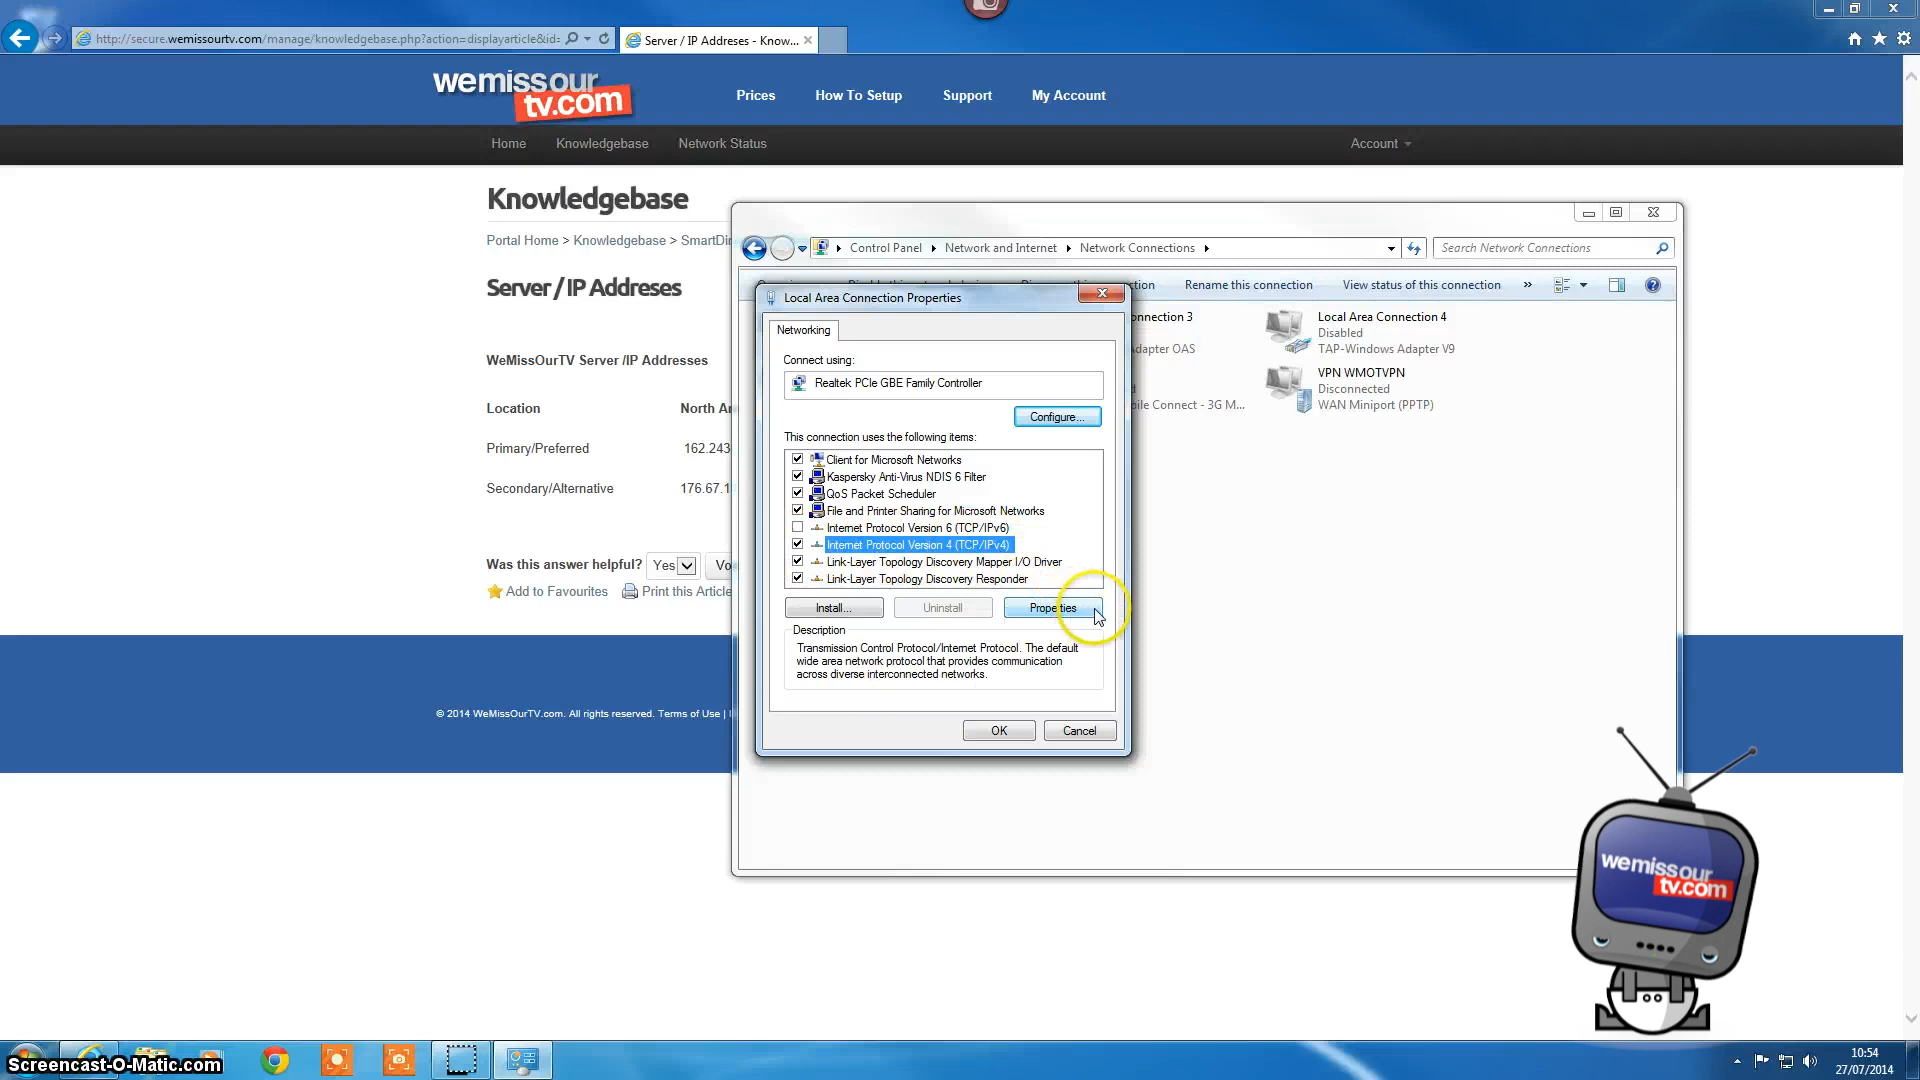 http://secure.wemissourtv.com/manage/knowledgebase.php?action=displayarticle&id=
Server / IP Addreses - Know...
wemissour
tv.com
Prices
How To Setup
Support
My Account
Home
Knowledgebase
Network Status
Account
Knowledgebase
Portal Home > Knowledgebase > SmartDir
Server / IP Addreses
WeMissOurTV Server /IP Addresses
Location
North Am
Primary/Preferred
162.243
Secondary/Alternative
176.67.1
Was this answer helpful?
Yes
Vo
Add to Favourites
Print this Article
© 2014 WeMissOurTV.com. All rights reserved. Terms of Use |
Control Panel
Network and Internet
Network Connections
Search Network Connections
Rename this connection
View status of this connection
»
onnection 3
dapter OAS
bile Connect - 3G M...
Local Area Connection 4
Disabled
TAP-Windows Adapter V9
VPN WMOTVPN
Disconnected
WAN Miniport (PPTP)
Local Area Connection Properties
Networking
Connect using:
Realtek PCIe GBE Family Controller
Configure...
This connection uses the following items:
Client for Microsoft Networks
Kaspersky Anti-Virus NDIS 6 Filter
QoS Packet Scheduler
File and Printer Sharing for Microsoft Networks
Internet Protocol Version 6 (TCP/IPv6)
Internet Protocol Version 4 (TCP/IPv4)
Link-Layer Topology Discovery Mapper I/O Driver
Link-Layer Topology Discovery Responder
Install...
Uninstall
Properties
Description
Transmission Control Protocol/Internet Protocol. The default
wide area network protocol that provides communication
across diverse interconnected networks.
OK
Cancel
wemissour
tv.com
Screencast-O-Matic.com
10:54
27/07/2014